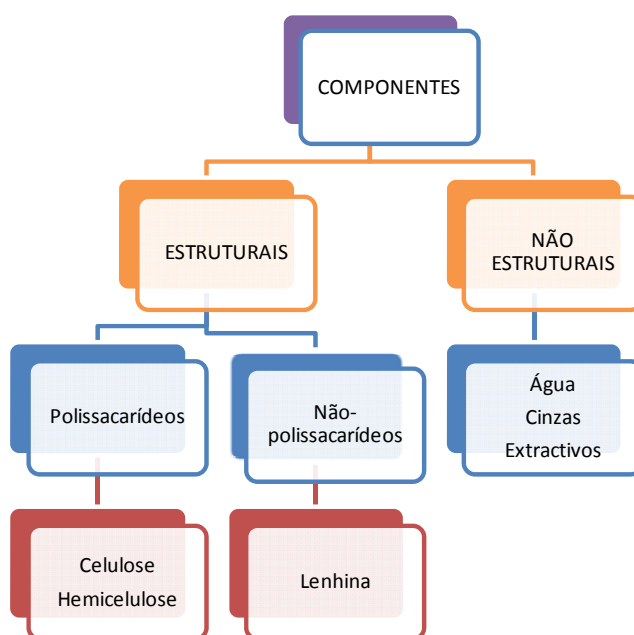 COMPONENTES
ESTRUTURAIS
NÃO
ESTRUTURAIS
Polissacarídeos
Não-
polissacarídeos
Água
Cinzas
Extractivos
Celulose
Hemicelulose
Lenhina